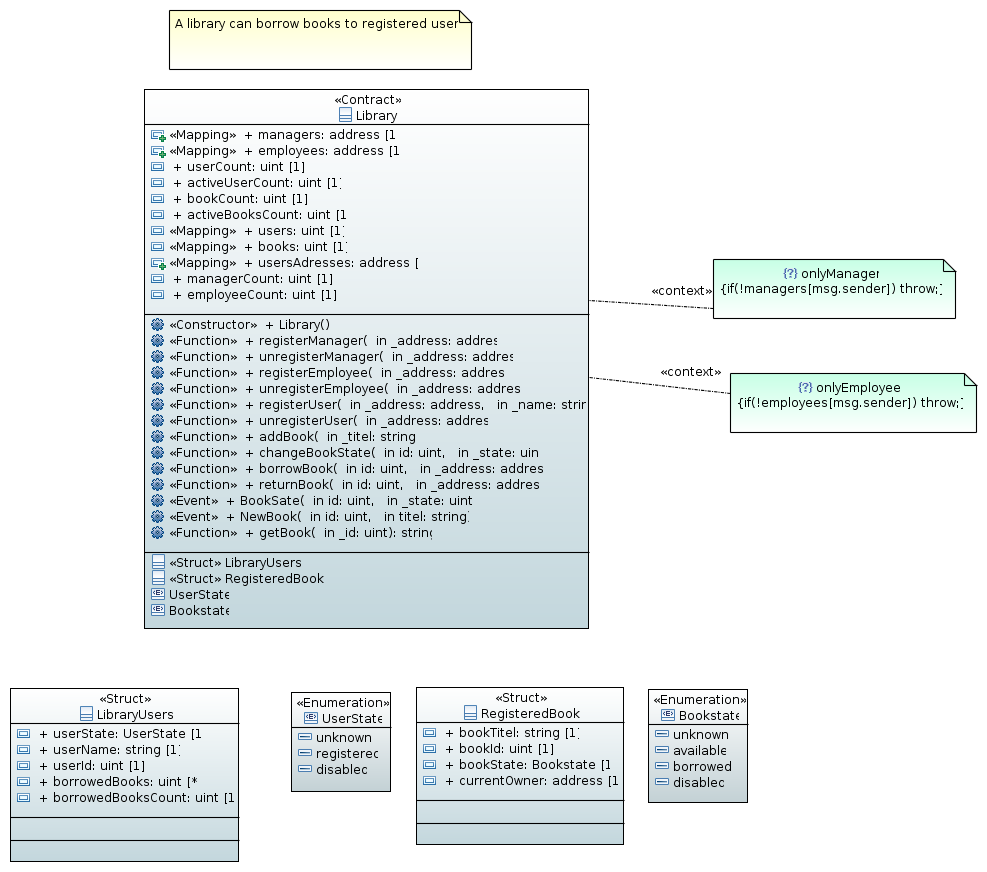 A library can borrow books to registered user
«Contract»
Library
«Mapping» + managers: address [1
«Mapping» + employees: address [1
+ userCount: uint [1]
+ activeUserCount: uint [1]
+ bookCount: uint [1]
+ activeBooksCount: uint [1
«Mapping» + users: uint [1]
«Mapping» + books: uint [1]
«Mapping» + usersAdresses: address [
+ managerCount: uint [1]
+ employeeCount: uint [1]
«Constructor» + Library()
«Function» + registerManager( in _address: addres
«Function» + unregisterManager( in _address: addres
«Function» + registerEmployee( in _address: addres
«Function» + unregisterEmployee( in _address: addres
«Function» + registerUser( in _address: address, in _name: strir
«Function» + unregisterUser( in _address: addres
«Function» + addBook( in _titel: string
«Function» + changeBookState( in id: uint, in _state: uin
«Function» + borrowBook( in id: uint, in _address: addres
«Function» + returnBook( in id: uint, in _address: addres
«Event» + BookSate( in id: uint, in _state: uint
«Event» + NewBook( in id: uint, in titel: string)
«Function» + getBook( in _id: uint): string
«Struct» LibraryUsers
«Struct» RegisteredBook
UserState
Bookstate
«context»
{?} onlyManager
{if(!managers[msg.sender]) throw;}
«context»
{?} onlyEmployee
{if(!employees[msg.sender]) throw;}
«Struct»
LibraryUsers
+ userState: UserState [1
+ userName: string [1]
+ userId: uint [1]
+ borrowedBooks: uint [*
+ borrowedBooksCount: uint [1
«Enumeration»
UserState
unknown
registered
disabled
«Struct»
RegisteredBook
+ bookTitel: string [1]
+ bookId: uint [1]
+ bookState: Bookstate [1
+ currentOwner: address [1
«Enumeration»
Bookstate
unknown
available
borrowed
disabled